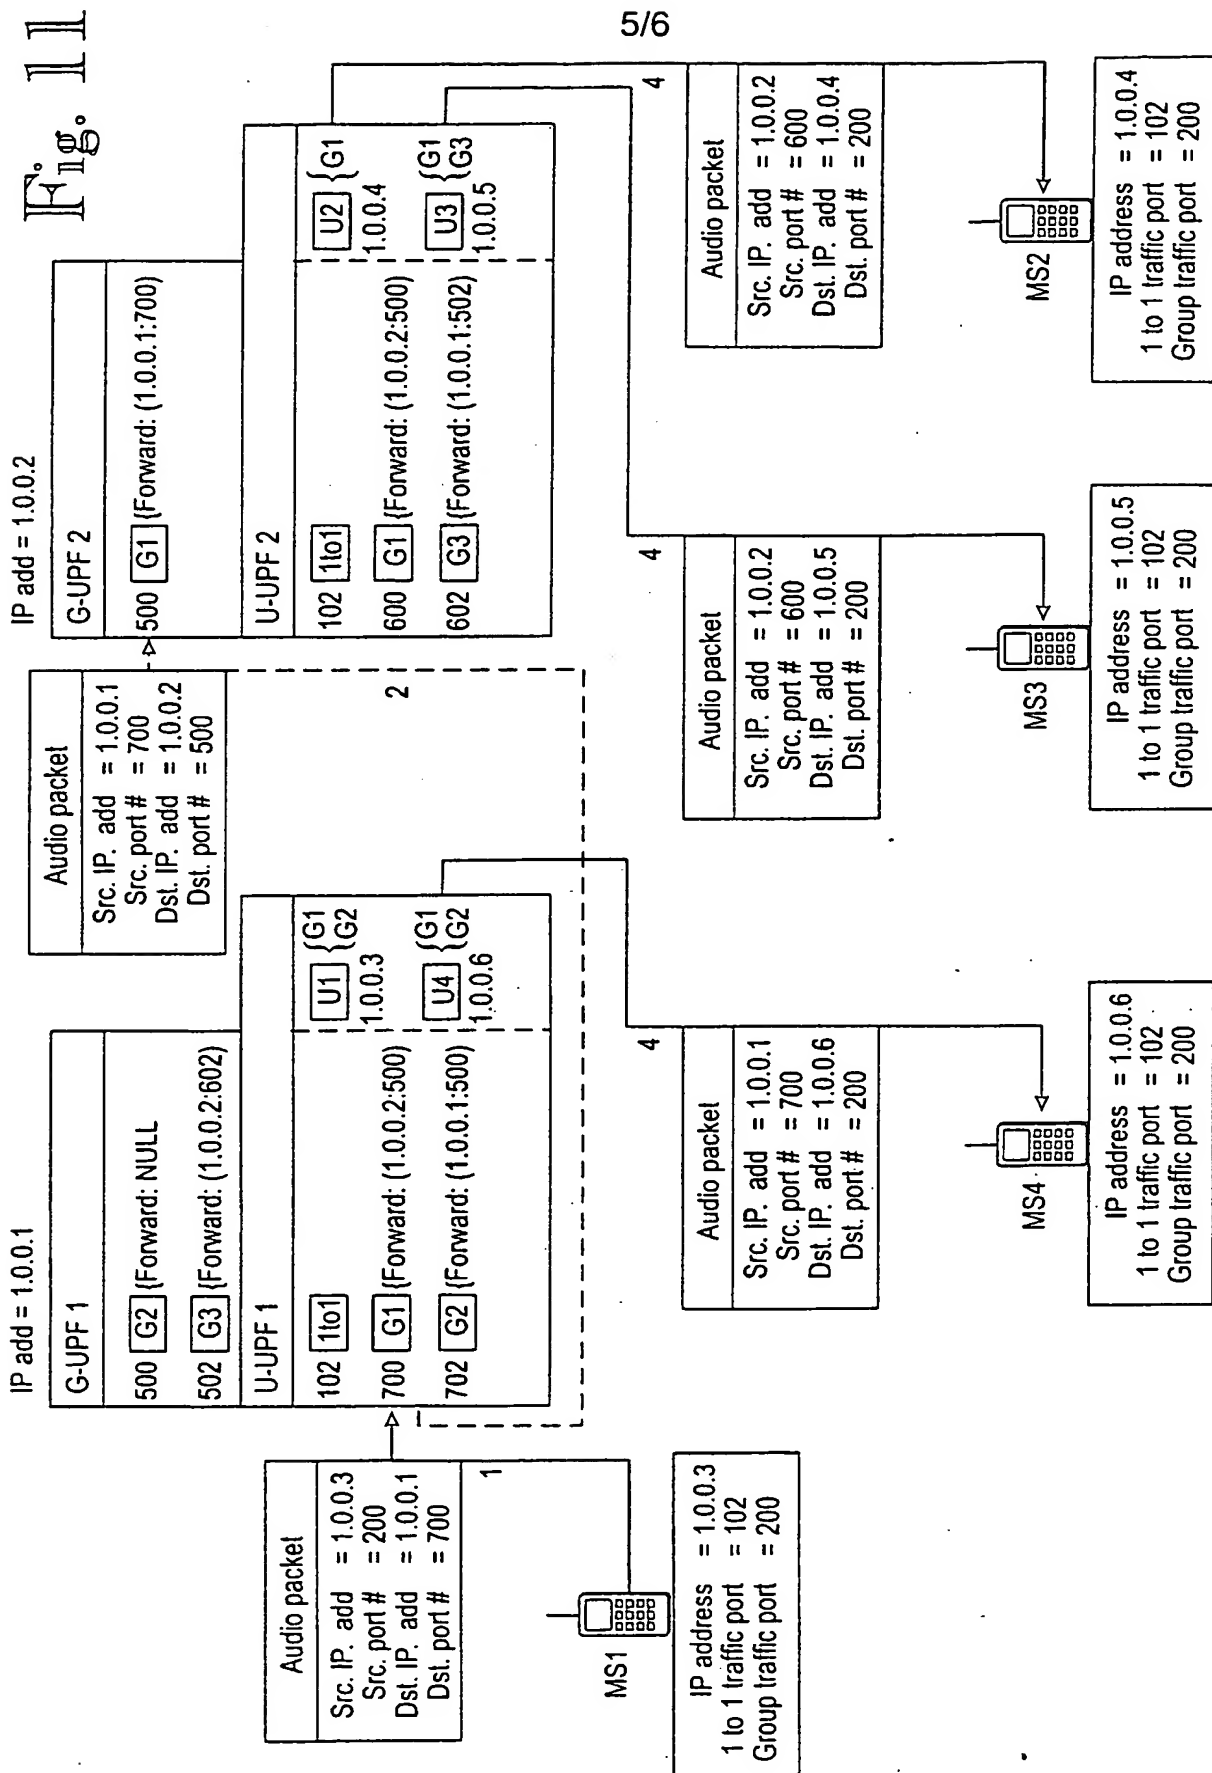 5/6
Fig. 11
IP add = 1.0.0.1
G-UPF 1
500 G2 {Forward: NULL
502 G3 {Forward: (1.0.0.2:602)
U-UPF 1
102 1to1
700 G1 {Forward: (1.0.0.2:500)
702 G2 {Forward: (1.0.0.1:500)
U1 {G1
{G2
1.0.0.3
U4 {G1
{G2
1.0.0.6
Audio packet
Src. IP. add = 1.0.0.1
Src. port # = 700
Dst. IP. add = 1.0.0.2
Dst. port # = 500
2
IP add = 1.0.0.2
G-UPF 2
500 G1 {Forward: (1.0.0.1:700)
U-UPF 2
102 1to1
600 G1 {Forward: (1.0.0.2:500)
602 G3 {Forward: (1.0.0.1:502)
U2 {G1
1.0.0.4
U3 {G1
{G3
1.0.0.5
Audio packet
Src. IP. add = 1.0.0.3
Src. port # = 200
Dst. IP. add = 1.0.0.1
Dst. port # = 700
1
MS1
IP address = 1.0.0.3
1 to 1 traffic port = 102
Group traffic port = 200
4
Audio packet
Src. IP. add = 1.0.0.1
Src. port # = 700
Dst. IP. add = 1.0.0.6
Dst. port # = 200
MS4
IP address = 1.0.0.6
1 to 1 traffic port = 102
Group traffic port = 200
4
Audio packet
Src. IP. add = 1.0.0.2
Src. port # = 600
Dst. IP. add = 1.0.0.5
Dst. port # = 200
MS3
IP address = 1.0.0.5
1 to 1 traffic port = 102
Group traffic port = 200
4
Audio packet
Src. IP. add = 1.0.0.2
Src. port # = 600
Dst. IP. add = 1.0.0.4
Dst. port # = 200
MS2
IP address = 1.0.0.4
1 to 1 traffic port = 102
Group traffic port = 200